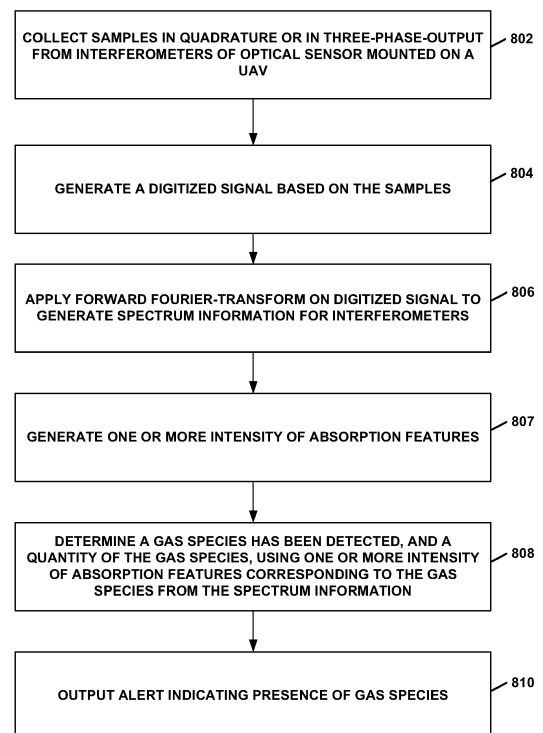 COLLECT SAMPLES IN QUADRATURE OR IN THREE-PHASE-OUTPUT
FROM INTERFEROMETERS OF OPTICAL SENSOR MOUNTED ON A
UAV
802
GENERATE A DIGITIZED SIGNAL BASED ON THE SAMPLES
804
APPLY FORWARD FOURIER-TRANSFORM ON DIGITIZED SIGNAL TO
GENERATE SPECTRUM INFORMATION FOR INTERFEROMETERS
806
GENERATE ONE OR MORE INTENSITY OF ABSORPTION FEATURES
807
DETERMINE A GAS SPECIES HAS BEEN DETECTED, AND A
QUANTITY OF THE GAS SPECIES, USING ONE OR MORE INTENSITY
OF ABSORPTION FEATURES CORRESPONDING TO THE GAS
SPECIES FROM THE SPECTRUM INFORMATION
808
OUTPUT ALERT INDICATING PRESENCE OF GAS SPECIES
810